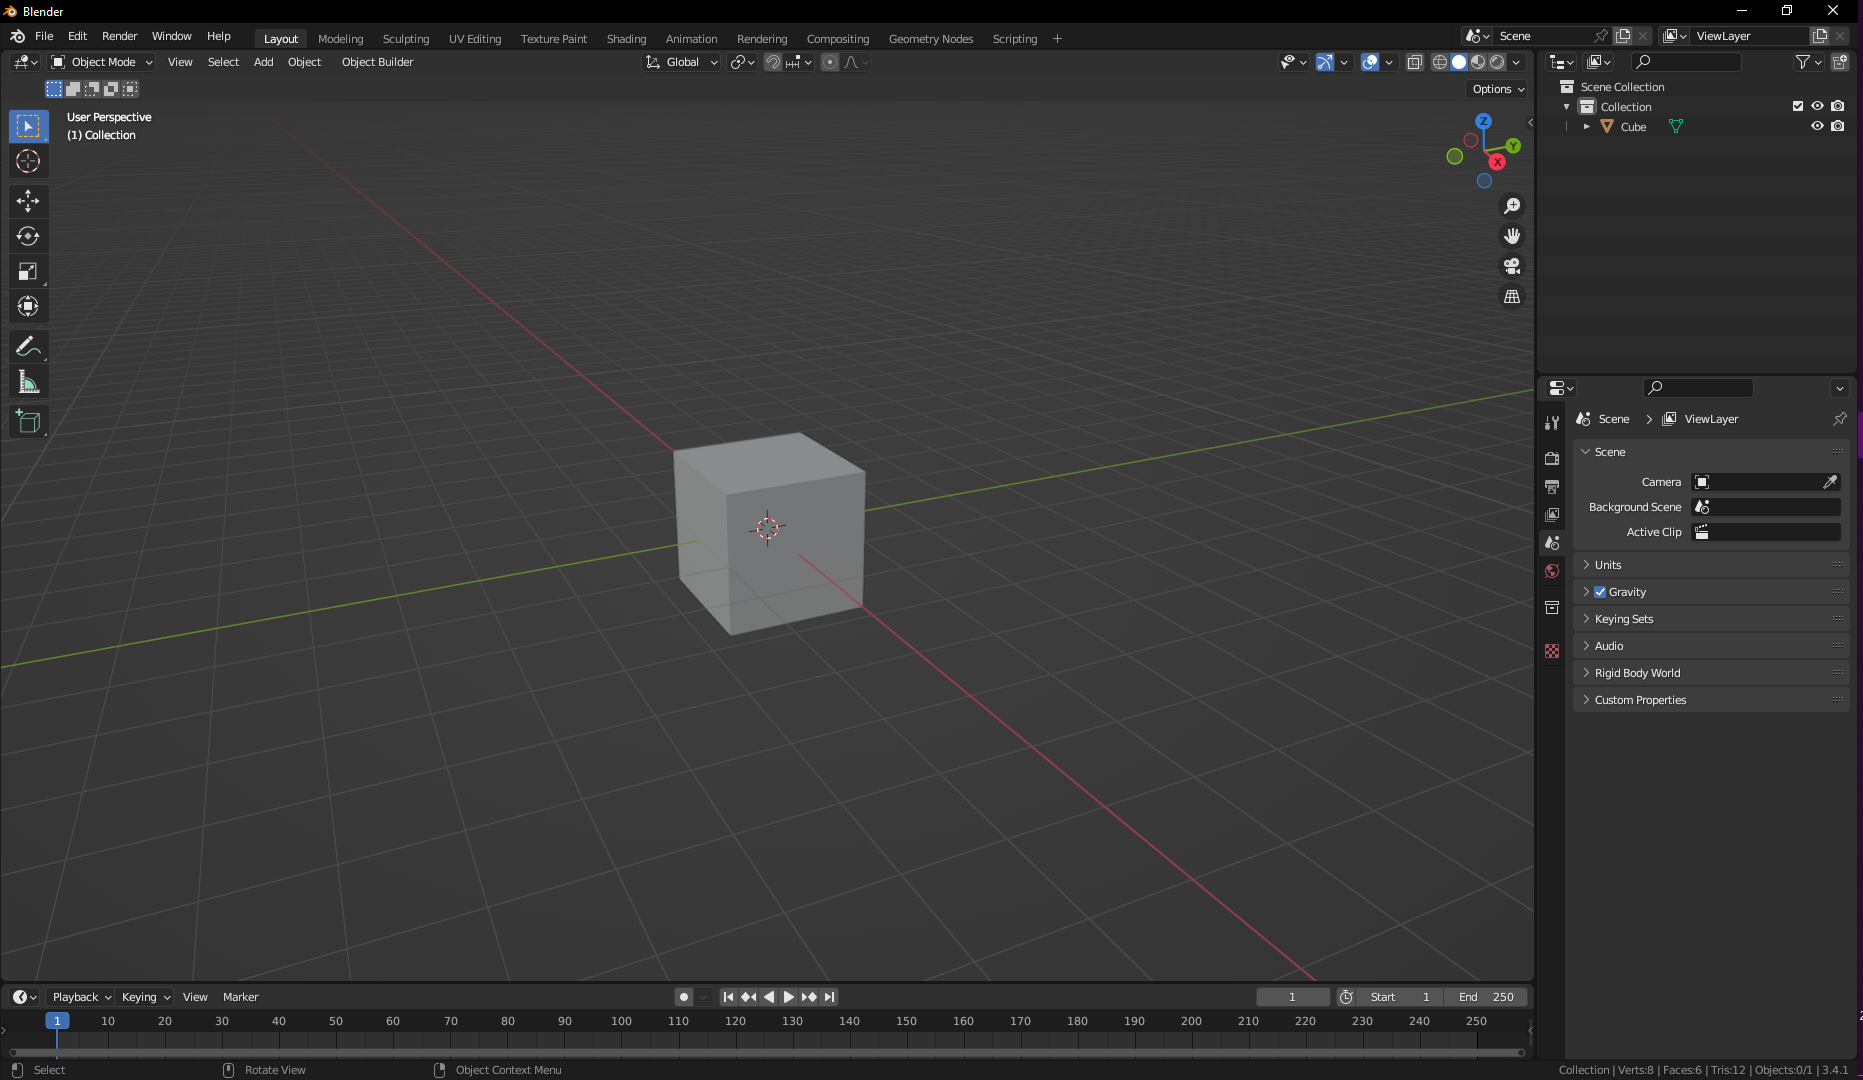 Blender
File Edit Render Window Help Layout Modeling Sculpting UV Editing Texture Paint Shading Animation Rendering Compositing Geometry Nodes Scripting + Scene ViewLayer
Object Mode View Select Add Object Object Builder Global
Options
User Perspective
(1) Collection
Z
Y
X
Scene Collection
Collection
Cube
Scene > ViewLayer
Scene
Camera
Background Scene
Active Clip
Units
Gravity
Keying Sets
Audio
Rigid Body World
Custom Properties
Playback Keying View Marker 1 Start 1 End 250
1 10 20 30 40 50 60 70 80 90 100 110 120 130 140 150 160 170 180 190 200 210 220 230 240 250
Select Rotate View Object Context Menu Collection | Verts:8 | Faces:6 | Tris:12 | Objects:0/1 | 3.4.1